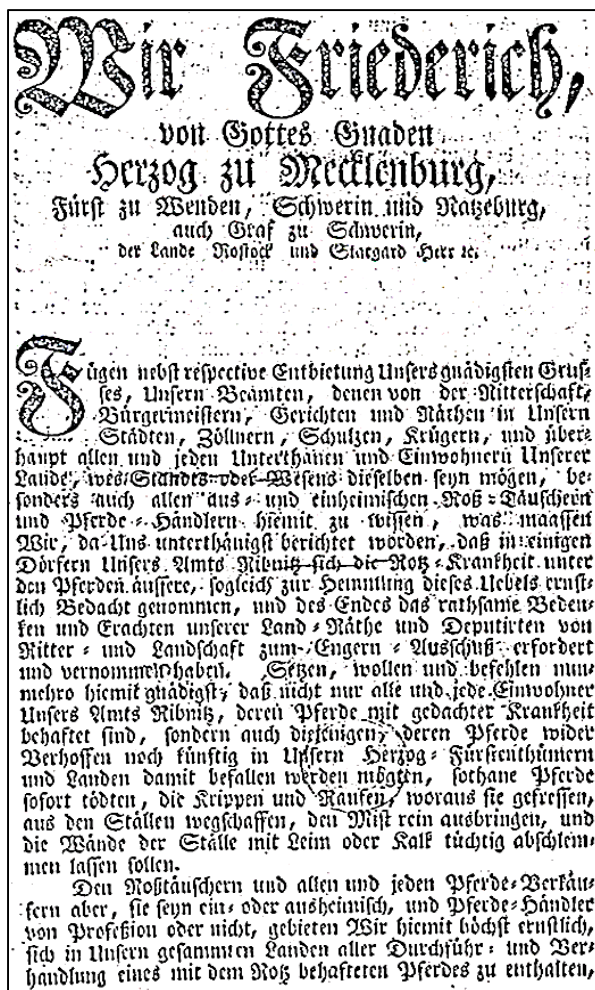 Wir Friederich,
von Gottes Gnaden
Herzog zu Mecklenburg,
Fürst zu Wenden, Schwerin und Ratzeburg,
auch Graf zu Schwerin,
der Lande Rostock und Stargard Herr ꝛc.
Fügen nebst respective Entbietung Unsers gnädigsten Grus-
ses, Unsern Beamten, denen von der Ritterschaft,
Bürgermeistern, Gerichten und Räthen in Unsern
Städten, Zöllnern, Schulzen, Krügern, und über-
haupt allen und jeden Unterthanen und Einwohnern Unserer
Lande, wes Standes oder Wesens dieselben seyn mögen, be-
sonders auch allen aus- und einheimischen Roß-Täuschern
und Pferde-Händlern hiemit zu wissen, was maassen
Wir, da Uns unterthänigst berichtet worden, daß in einigen
Dörfern Unsers Amts Ribnitz sich die Rotz-Krankheit unter
den Pferden äussere, sogleich zur Hemmung dieses Uebels ernst-
lich Bedacht genommen, und des Endes das rathsame Beden-
ken und Erachten unserer Land-Räthe und Deputirten von
Ritter- und Landschaft zum Engern-Ausschuß erfordert
und vernommen haben. Setzen, wollen und befehlen nun-
mehro hiemit gnädigst, daß nicht nur alle und jede Einwohner
Unsers Amts Ribnitz, deren Pferde mit gedachter Krankheit
behaftet sind, sondern auch diejenigen, deren Pferde wider
Verhoffen noch künftig in Unsern Herzog-Fürstenthümern
und Landen damit befallen werden mögten, sothane Pferde
sofort tödten, die Krippen und Raufen, woraus sie gefressen,
aus den Ställen wegschaffen, den Mist rein ausbringen, und
die Wände der Ställe mit Leim oder Kalk tüchtig abschlem-
men lassen sollen.
Den Roßtäuschern und allen und jeden Pferde-Verkäu-
fern aber, sie seyn ein- oder ausheimisch, und Pferde-Händler
von Profeßion oder nicht, gebieten Wir hiemit höchst ernstlich,
sich in Unsern gesammten Landen aller Durchführ- und Ver-
handlung eines mit dem Rotz behafteten Pferdes zu enthalten,